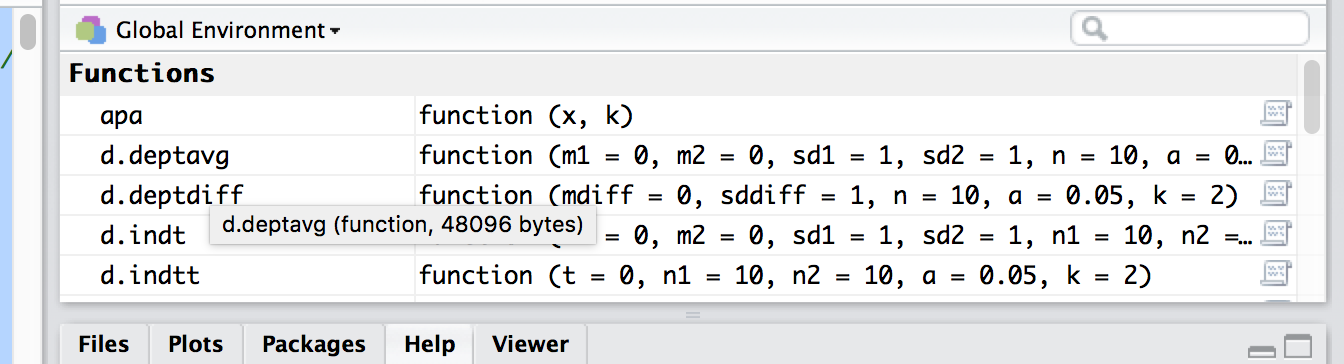 /
Global Environment
Functions
apa function (x, k)
d.deptavg function (m1 = 0, m2 = 0, sd1 = 1, sd2 = 1, n = 10, a = 0…
d.deptdiff function (mdiff = 0, sddiff = 1, n = 10, a = 0.05, k = 2)
d.deptavg (function, 48096 bytes)
d.indt = 0, m2 = 0, sd1 = 1, sd2 = 1, n1 = 10, n2 =…
d.indtt function (t = 0, n1 = 10, n2 = 10, a = 0.05, k = 2)
Files Plots Packages Help Viewer